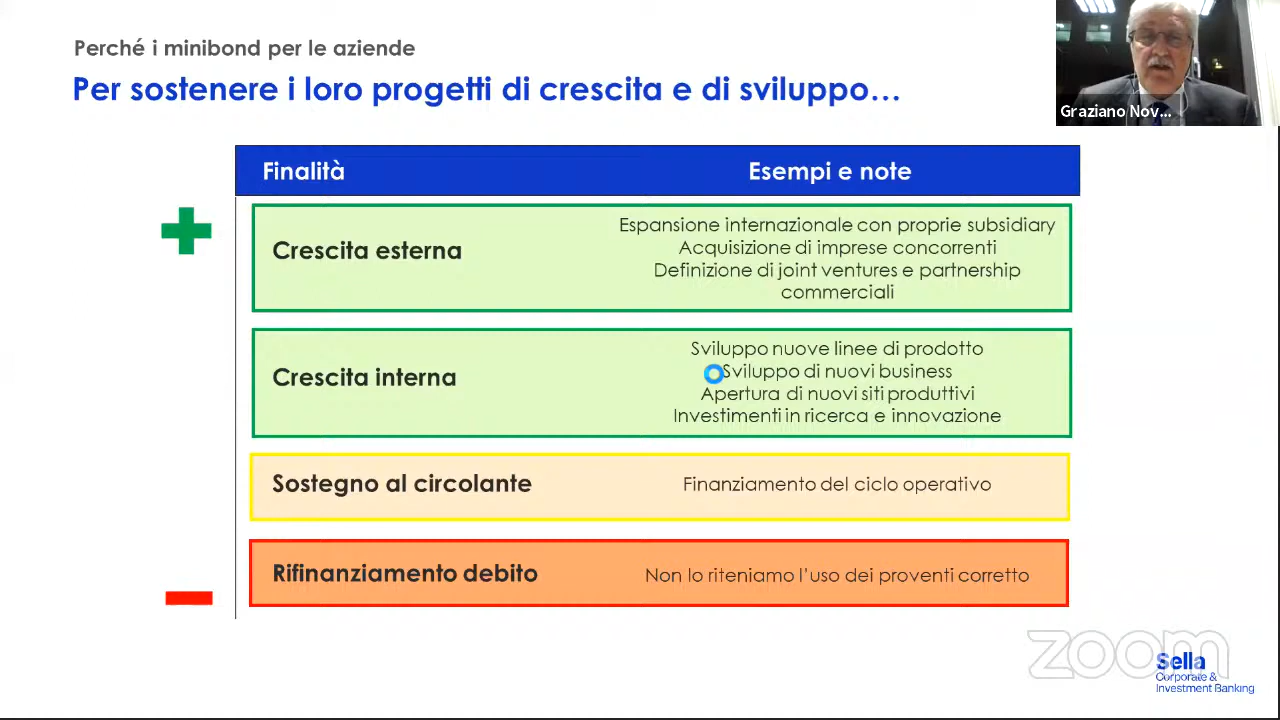 Perché i minibond per le aziende
Per sostenere i loro progetti di crescita e di sviluppo…
Graziano Nov...
Finalità
Esempi e note
Crescita esterna
Espansione internazionale con proprie subsidiary
Acquisizione di imprese concorrenti
Definizione di joint ventures e partnership
commerciali
Crescita interna
Sviluppo nuove linee di prodotto
Sviluppo di nuovi business
Apertura di nuovi siti produttivi
Investimenti in ricerca e innovazione
Sostegno al circolante
Finanziamento del ciclo operativo
Rifinanziamento debito
Non lo riteniamo l'uso dei proventi corretto
zoom
Sella
Corporate &
Investment Banking